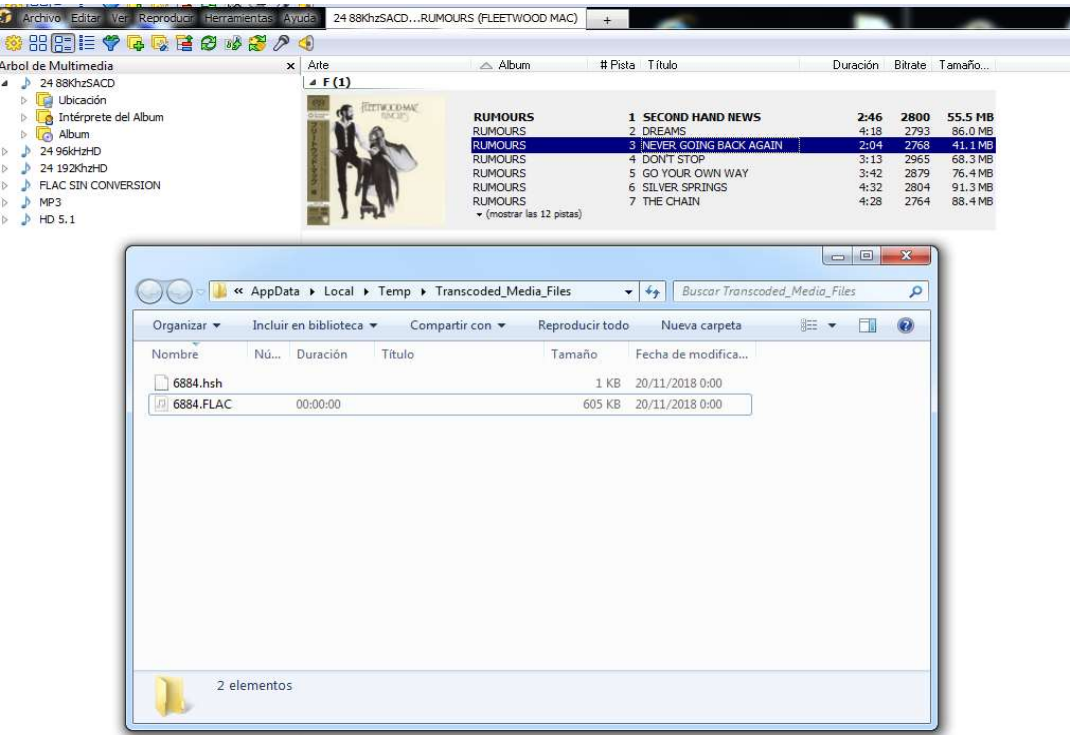 Archivo Editar Ver Reproducir Herramientas Ayuda 24 88KhzSACD...RUMOURS (FLEETWOOD MAC) +
Arbol de Multimedia x
24 88KhzSACD
Ubicación
Intérprete del Album
Album
24 96kHzHD
24 192KhzHD
FLAC SIN CONVERSION
MP3
HD 5.1
Arte Album # Pista Título Duración Bitrate Tamaño...
F (1)
FLEETWOOD MAC
RUMOURS
RUMOURS 1 SECOND HAND NEWS 2:46 2800 55.5 MB
RUMOURS 2 DREAMS 4:18 2793 86.0 MB
RUMOURS 3 NEVER GOING BACK AGAIN 2:04 2768 41.1 MB
RUMOURS 4 DON'T STOP 3:13 2965 68.3 MB
RUMOURS 5 GO YOUR OWN WAY 3:42 2879 76.4 MB
RUMOURS 6 SILVER SPRINGS 4:32 2804 91.3 MB
RUMOURS 7 THE CHAIN 4:28 2764 88.4 MB
(mostrar las 12 pistas)
« AppData Local Temp Transcoded_Media_Files Buscar Transcoded_Media_Files
Organizar Incluir en biblioteca Compartir con Reproducir todo Nueva carpeta
Nombre Nú... Duración Título Tamaño Fecha de modifica...
6884.hsh 1 KB 20/11/2018 0:00
6884.FLAC 00:00:00 605 KB 20/11/2018 0:00
2 elementos